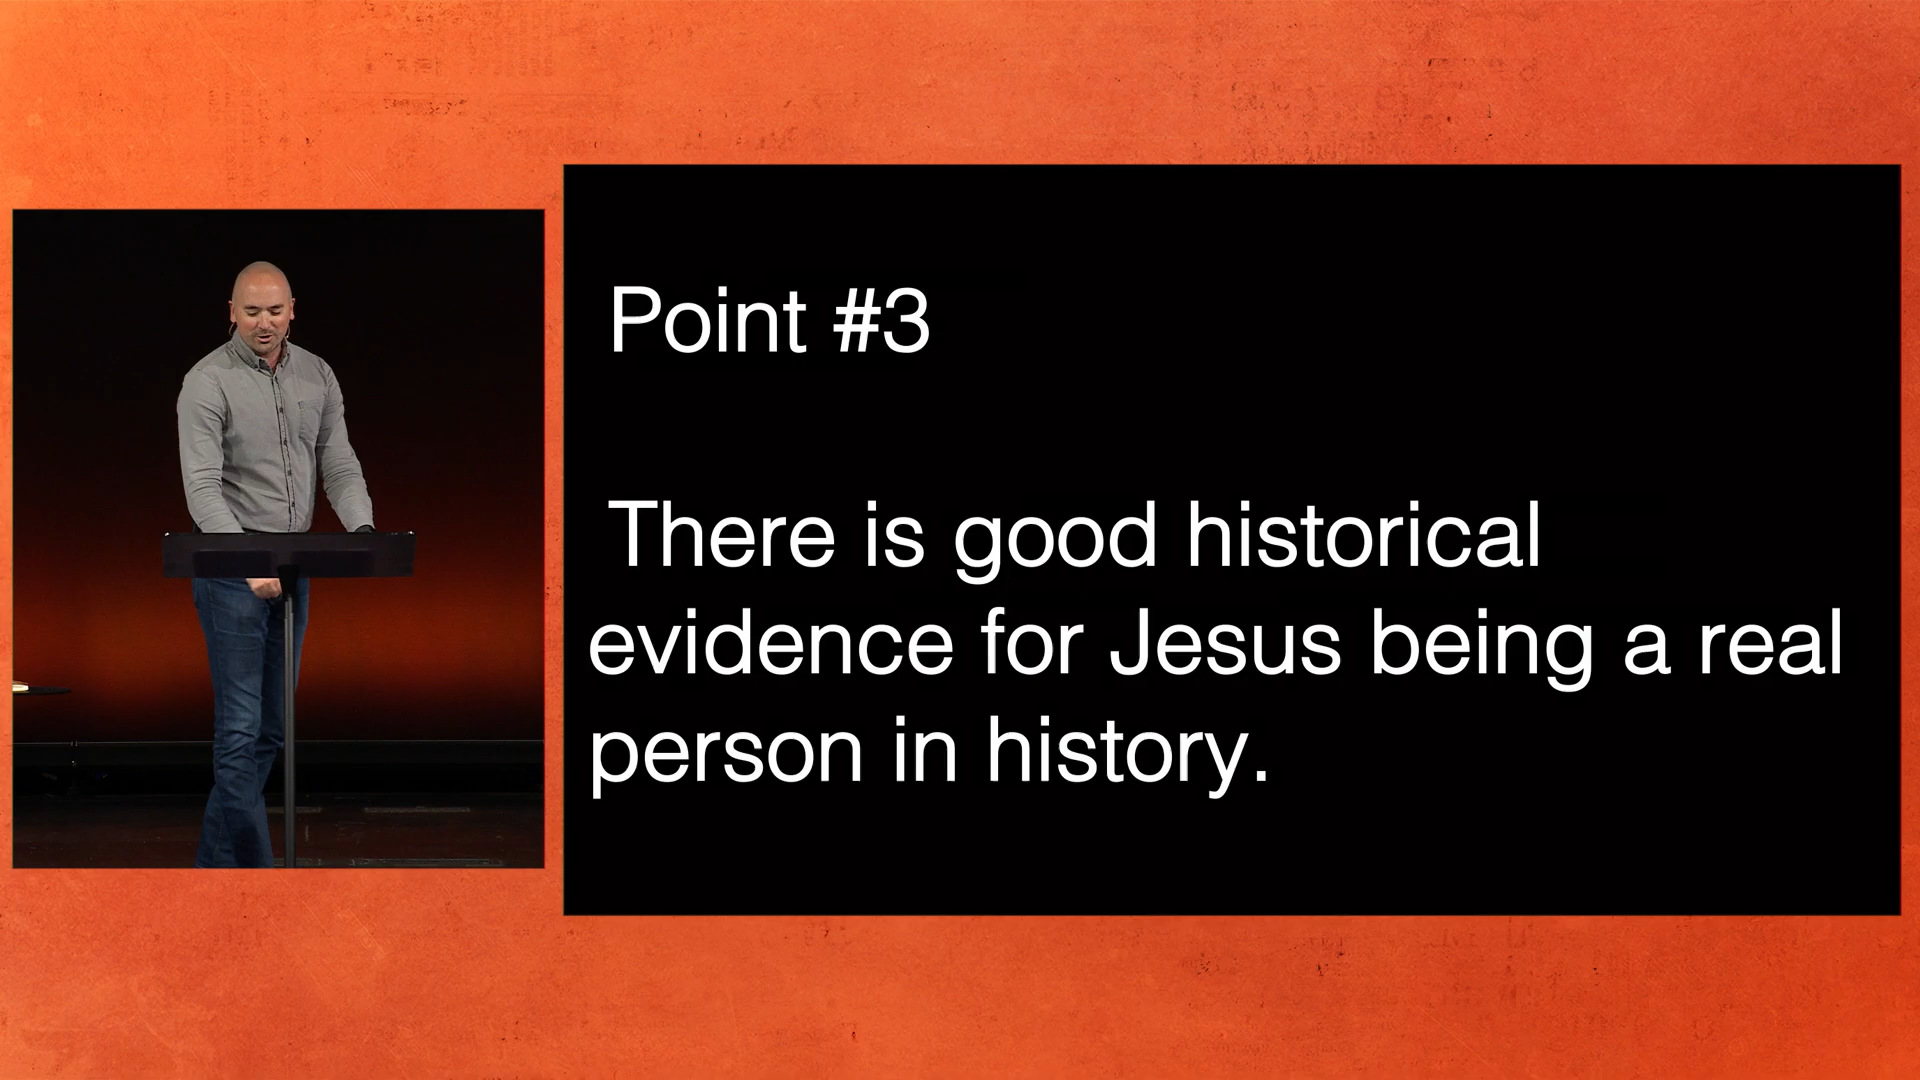 Point #3
There is good historical
evidence for Jesus being a real
person in history.